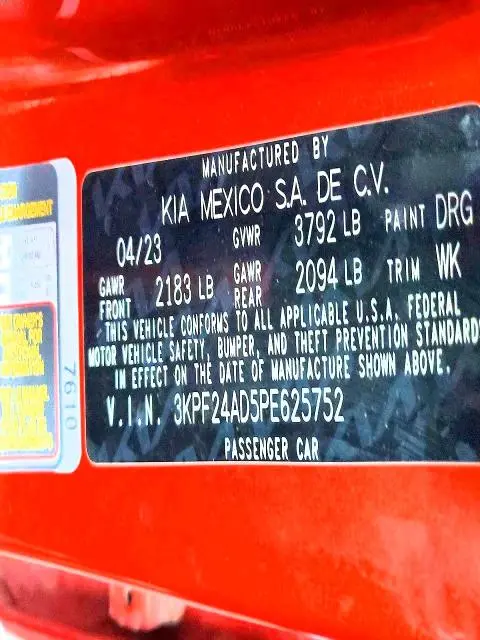 MANUFACTURED BY
KIA MEXICO S.A. DE C.V.
04/23 GVWR 3792 LB PAINT DRG
GAWR FRONT 2183 LB GAWR REAR 2094 LB TRIM WK
THIS VEHICLE CONFORMS TO ALL APPLICABLE U.S.A. FEDERAL
MOTOR VEHICLE SAFETY, BUMPER, AND THEFT PREVENTION STANDARD
IN EFFECT ON THE DATE OF MANUFACTURE SHOWN ABOVE.
V.I.N. 3KPF24AD5PE625752
PASSENGER CAR
7610